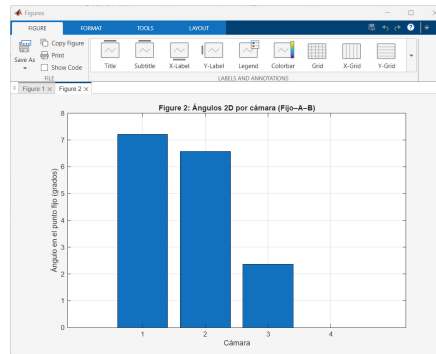 Figures
FIGURE FORMAT TOOLS LAYOUT
Save As
Copy Figure
Print
Show Code
FILE
Title Subtitle X-Label Y-Label Legend Colorbar Grid X-Grid Y-Grid
LABELS AND ANNOTATIONS
Figure 1 × Figure 2 ×
Figure 2: Ángulos 2D por cámara (Fijo–A–B)
Ángulo en el punto fijo (grados)
8
7
6
5
4
3
2
1
0
1 2 3 4
Cámara